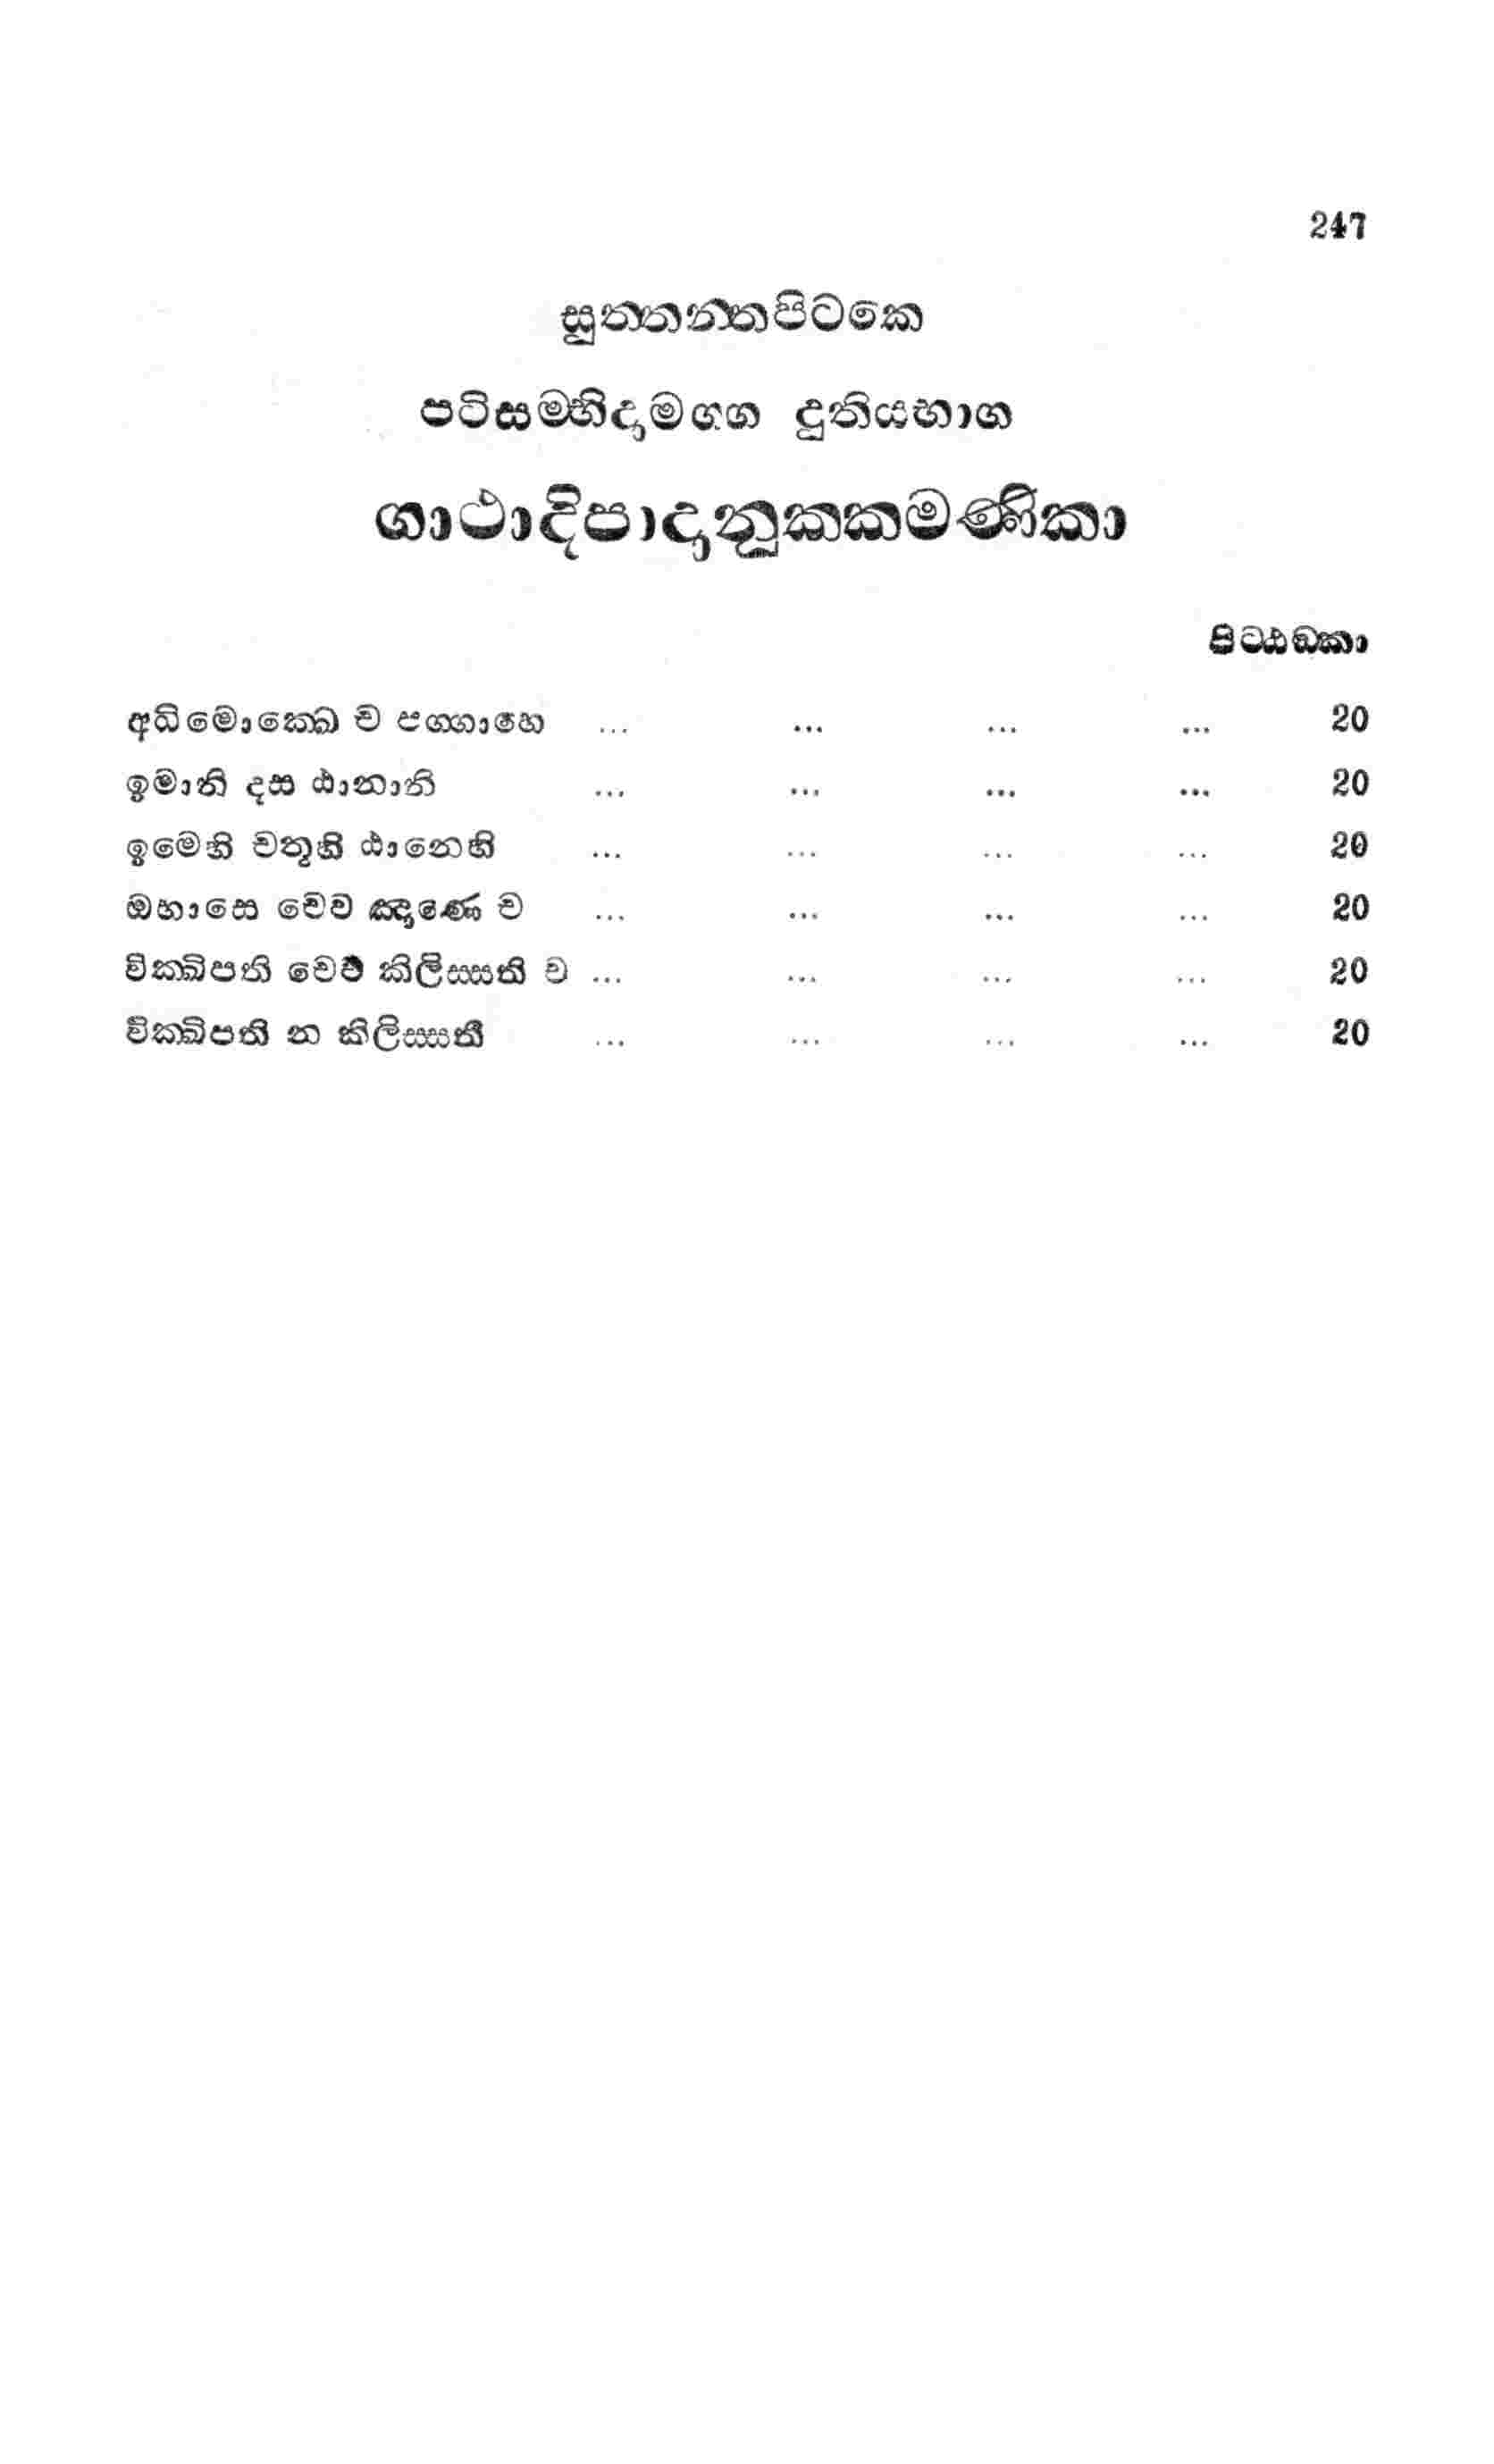 247
සුත්තන්තපිටකෙ
පටිසම්භිදාමග්ග දුතියභාග
ගාථාදිපාදානුක්කමණිකා
පිට්ඨඞ්කා
අධිමොක්ඛෙ ච පග්ගාහෙ ... ... ... ... 20
ඉමානි දස ඨානානි ... ... ... ... 20
ඉමෙහි චතූහි ඨානෙහි ... ... ... ... 20
ඔභාසෙ චෙව ඤාණෙ ච ... ... ... ... 20
වික්ඛිපති චෙව කිලිස්සති ච ... ... ... ... 20
වික්ඛිපති න කිලිස්සති ... ... ... ... 20